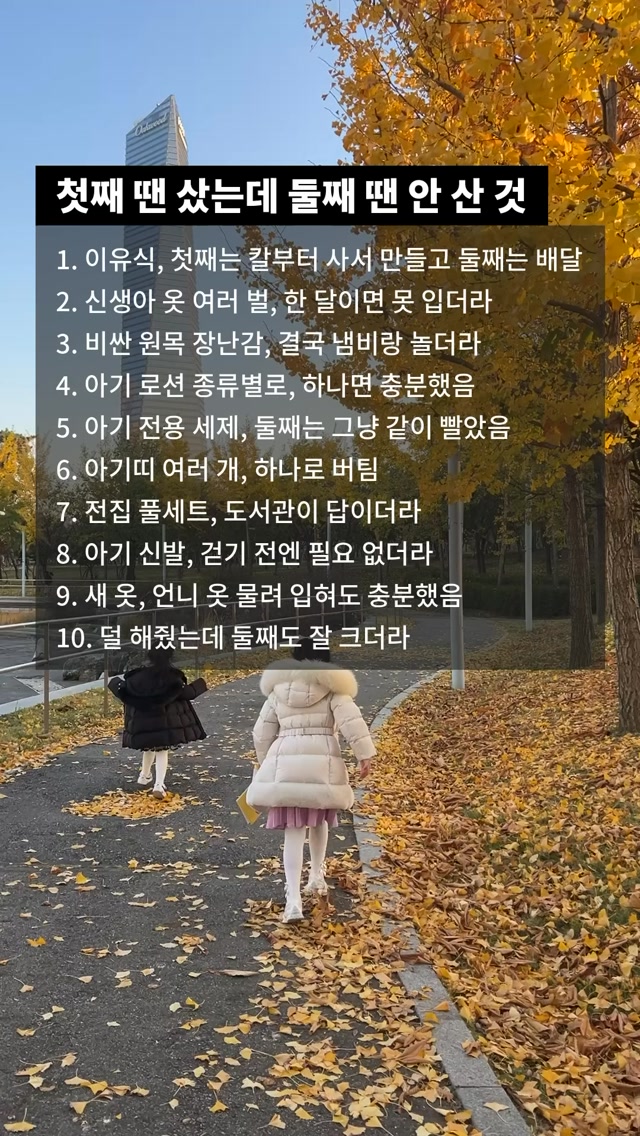 Oakwood
첫째 땐 샀는데 둘째 땐 안 산 것
1. 이유식, 첫째는 칼부터 사서 만들고 둘째는 배달
2. 신생아 옷 여러 벌, 한 달이면 못 입더라
3. 비싼 원목 장난감, 결국 냄비랑 놀더라
4. 아기 로션 종류별로, 하나면 충분했음
5. 아기 전용 세제, 둘째는 그냥 같이 빨았음
6. 아기띠 여러 개, 하나로 버팀
7. 전집 풀세트, 도서관이 답이더라
8. 아기 신발, 걷기 전엔 필요 없더라
9. 새 옷, 언니 옷 물려 입혀도 충분했음
10. 덜 해줬는데 둘째도 잘 크더라